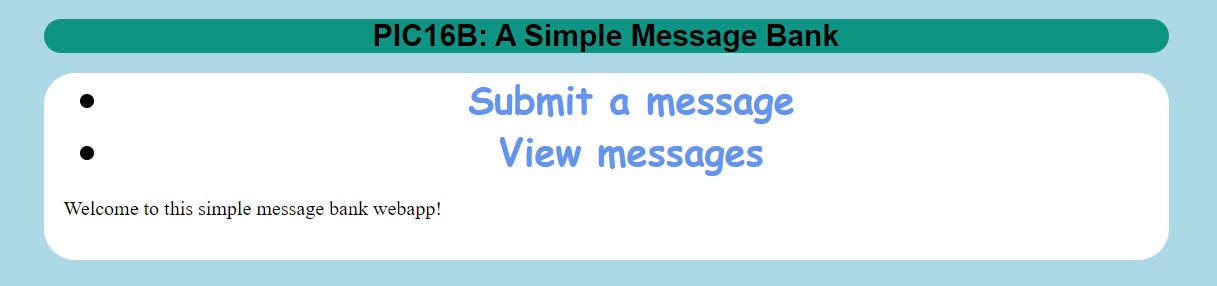 PIC16B: A Simple Message Bank
Submit a message
View messages
Welcome to this simple message bank webapp!